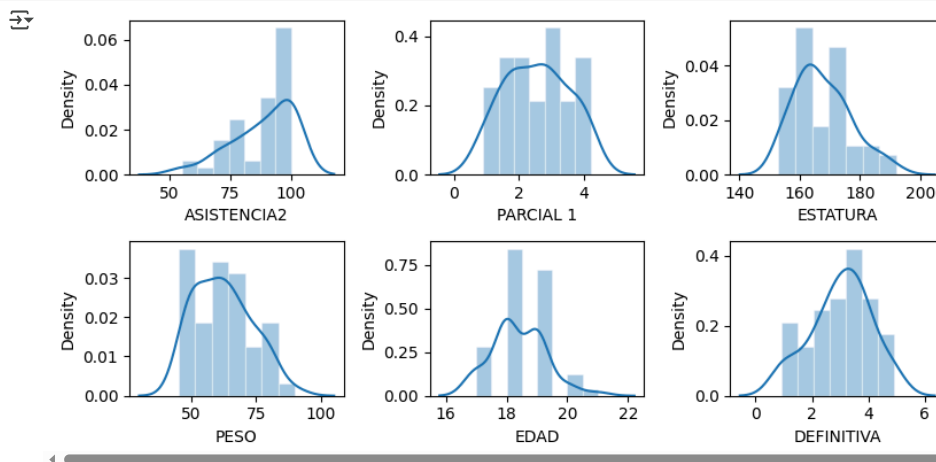 Density
0.06
0.04
0.02
0.00
50 75 100
ASISTENCIA2
Density
0.4
0.2
0.0
0 2 4
PARCIAL 1
Density
0.04
0.02
0.00
140 160 180 200
ESTATURA
Density
0.03
0.02
0.01
0.00
50 75 100
PESO
Density
0.75
0.50
0.25
0.00
16 18 20 22
EDAD
Density
0.4
0.2
0.0
0 2 4 6
DEFINITIVA